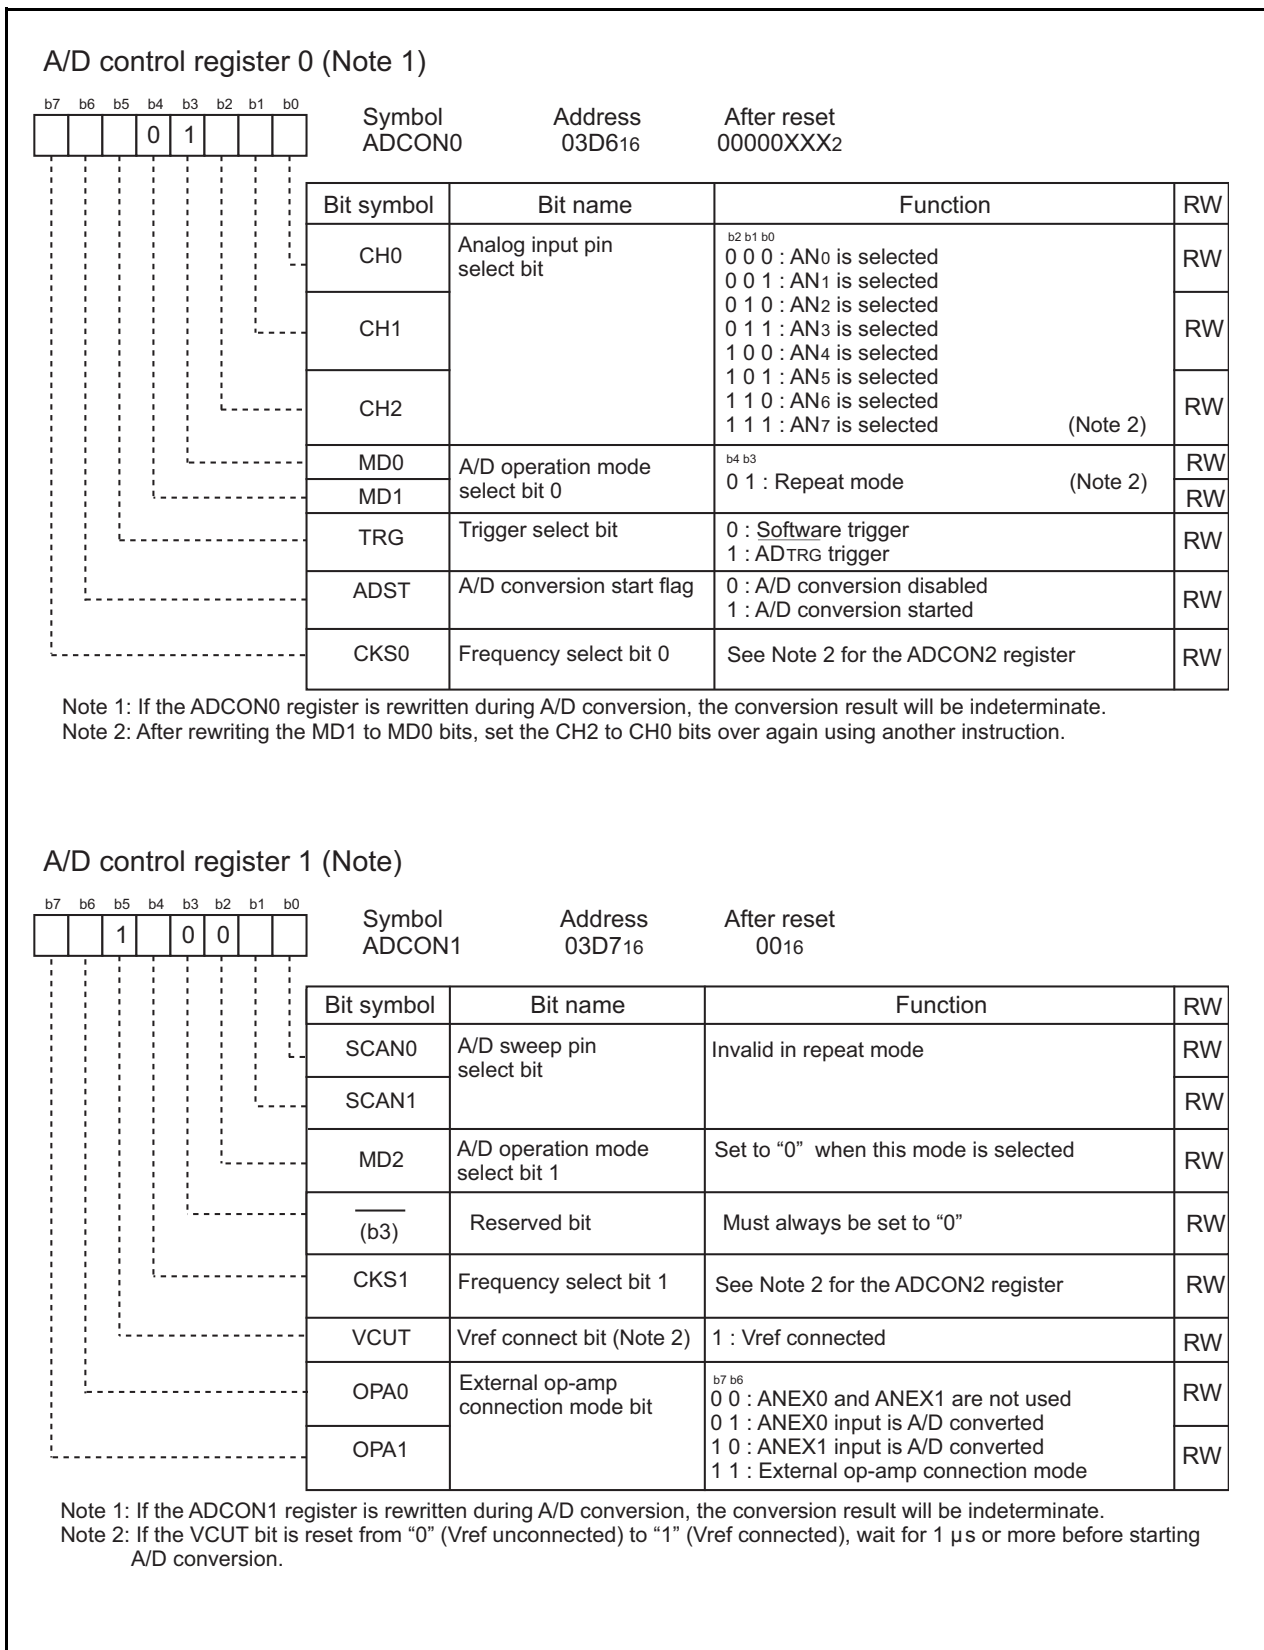 A/D control register 0 (Note 1)
b7 b6 b5 b4 b3 b2 b1 b0
0 1
Symbol Address After reset
ADCON0 03D616 00000XXX2
Bit symbol Bit name Function RW
CH0 Analog input pin select bit RW
CH1 RW
CH2 RW
b2 b1 b0
0 0 0 : AN0 is selected
0 0 1 : AN1 is selected
0 1 0 : AN2 is selected
0 1 1 : AN3 is selected
1 0 0 : AN4 is selected
1 0 1 : AN5 is selected
1 1 0 : AN6 is selected
1 1 1 : AN7 is selected (Note 2)
MD0 A/D operation mode select bit 0 RW
MD1 RW
b4 b3
0 1 : Repeat mode (Note 2)
TRG Trigger select bit RW
0 : Software trigger
1 : ADTRG trigger
ADST A/D conversion start flag RW
0 : A/D conversion disabled
1 : A/D conversion started
CKS0 Frequency select bit 0 See Note 2 for the ADCON2 register RW
Note 1: If the ADCON0 register is rewritten during A/D conversion, the conversion result will be indeterminate.
Note 2: After rewriting the MD1 to MD0 bits, set the CH2 to CH0 bits over again using another instruction.
A/D control register 1 (Note)
b7 b6 b5 b4 b3 b2 b1 b0
1 0 0
Symbol Address After reset
ADCON1 03D716 0016
Bit symbol Bit name Function RW
SCAN0 A/D sweep pin select bit Invalid in repeat mode RW
SCAN1 RW
MD2 A/D operation mode select bit 1 Set to “0” when this mode is selected RW
(b3) Reserved bit Must always be set to “0” RW
CKS1 Frequency select bit 1 See Note 2 for the ADCON2 register RW
VCUT Vref connect bit (Note 2) 1 : Vref connected RW
OPA0 External op-amp connection mode bit RW
OPA1 RW
b7 b6
0 0 : ANEX0 and ANEX1 are not used
0 1 : ANEX0 input is A/D converted
1 0 : ANEX1 input is A/D converted
1 1 : External op-amp connection mode
Note 1: If the ADCON1 register is rewritten during A/D conversion, the conversion result will be indeterminate.
Note 2: If the VCUT bit is reset from “0” (Vref unconnected) to “1” (Vref connected), wait for 1 µs or more before starting
A/D conversion.